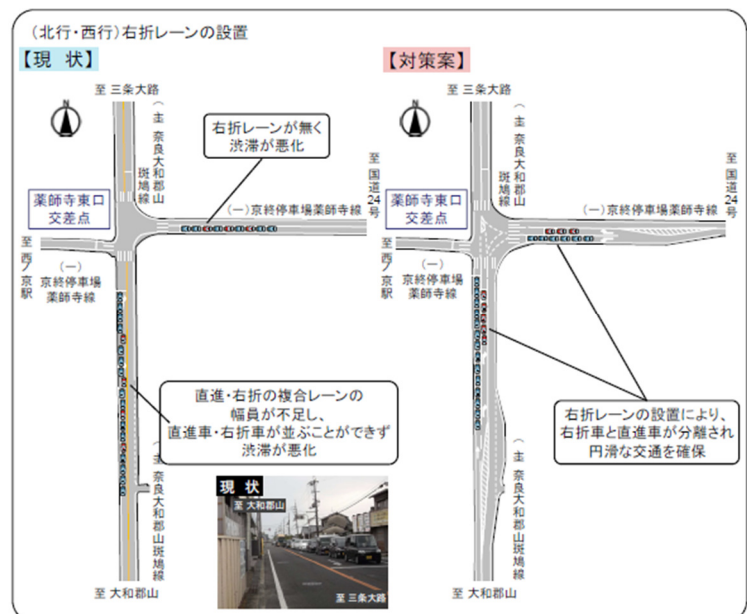 （北行・西行）右折レーンの設置
【現 状】
至 三条大路
N
（主）奈良大和郡山
斑鳩線
右折レーンが無く
渋滞が悪化
至 国道24号
薬師寺東口
交差点
（一）京終停車場薬師寺線
至 西ノ京駅
（一）
京終停車場
薬師寺線
直進・右折の複合レーンの
幅員が不足し、
直進車・右折車が並ぶことができず
渋滞が悪化
（主）奈良大和郡山斑鳩線
現 状
至 大和郡山
至 三条大路
至 大和郡山
【対策案】
至 三条大路
N
（主）奈良大和郡山
斑鳩線
至 国道24号
薬師寺東口
交差点
（一）京終停車場薬師寺線
至 西ノ京駅
（一）
京終停車場
薬師寺線
右折レーンの設置により、
右折車と直進車が分離され
円滑な交通を確保
（主）奈良大和郡山斑鳩線
至 大和郡山